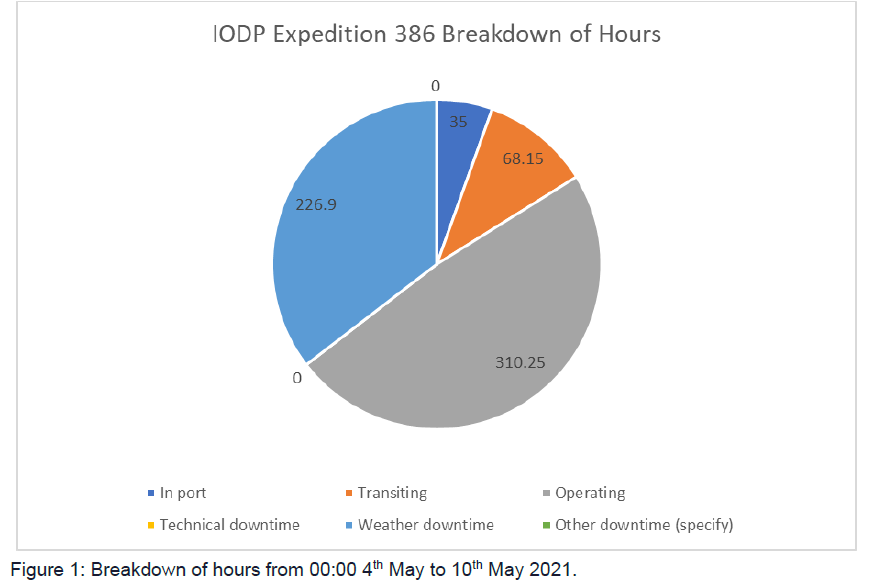 IODP Expedition 386 Breakdown of Hours
0
35
68.15
226.9
310.25
0
In port Transiting Operating
Technical downtime Weather downtime Other downtime (specify)
Figure 1: Breakdown of hours from 00:00 4th May to 10th May 2021.